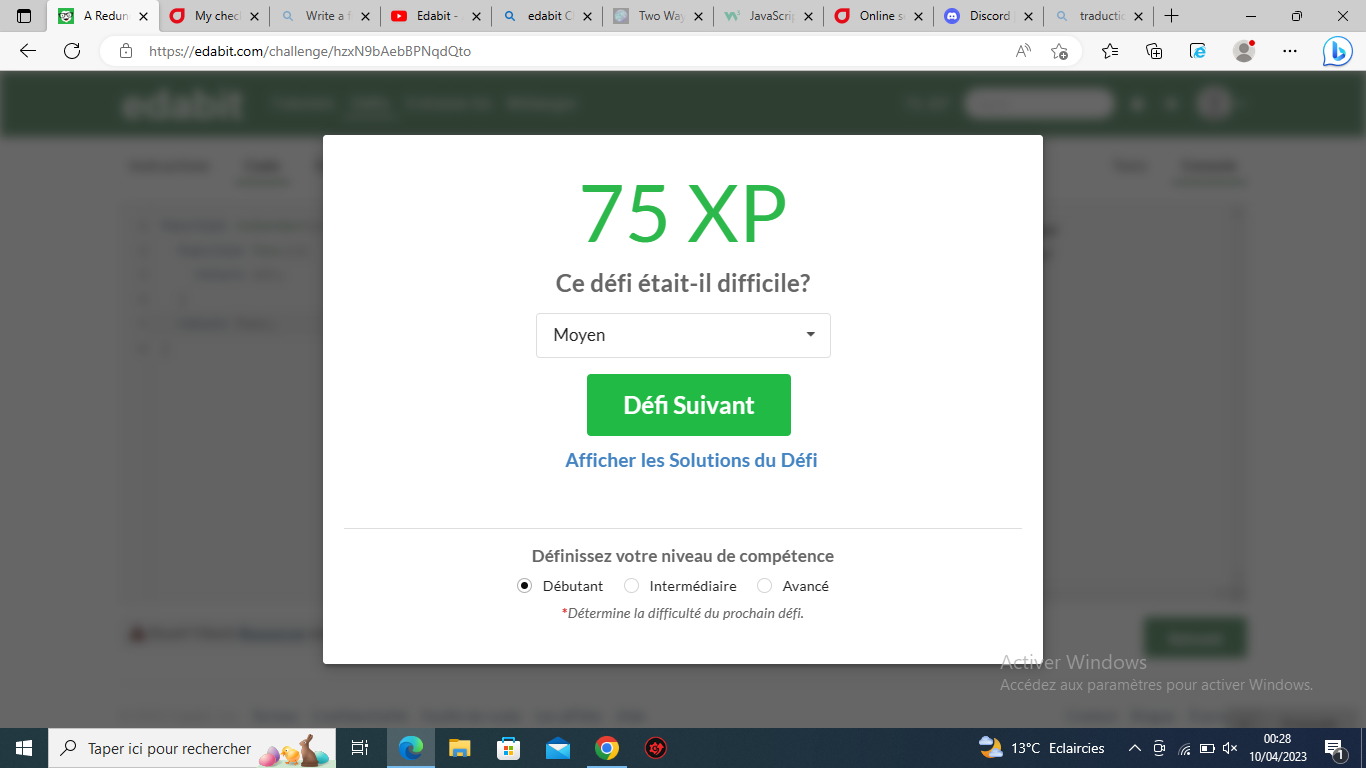 A Redun
My chec
Write a f
Edabit -
edabit C
Two Way
JavaScrip
Online s
Discord
traductio
https://edabit.com/challenge/hzxN9bAebBPNqdQto
edabit
75 XP
Ce défi était-il difficile?
Moyen
Défi Suivant
Afficher les Solutions du Défi
Définissez votre niveau de compétence
Débutant Intermédiaire Avancé
*Détermine la difficulté du prochain défi.
Activer Windows
Accédez aux paramètres pour activer Windows.
Taper ici pour rechercher
13°C Eclaircies
00:28
10/04/2023
1